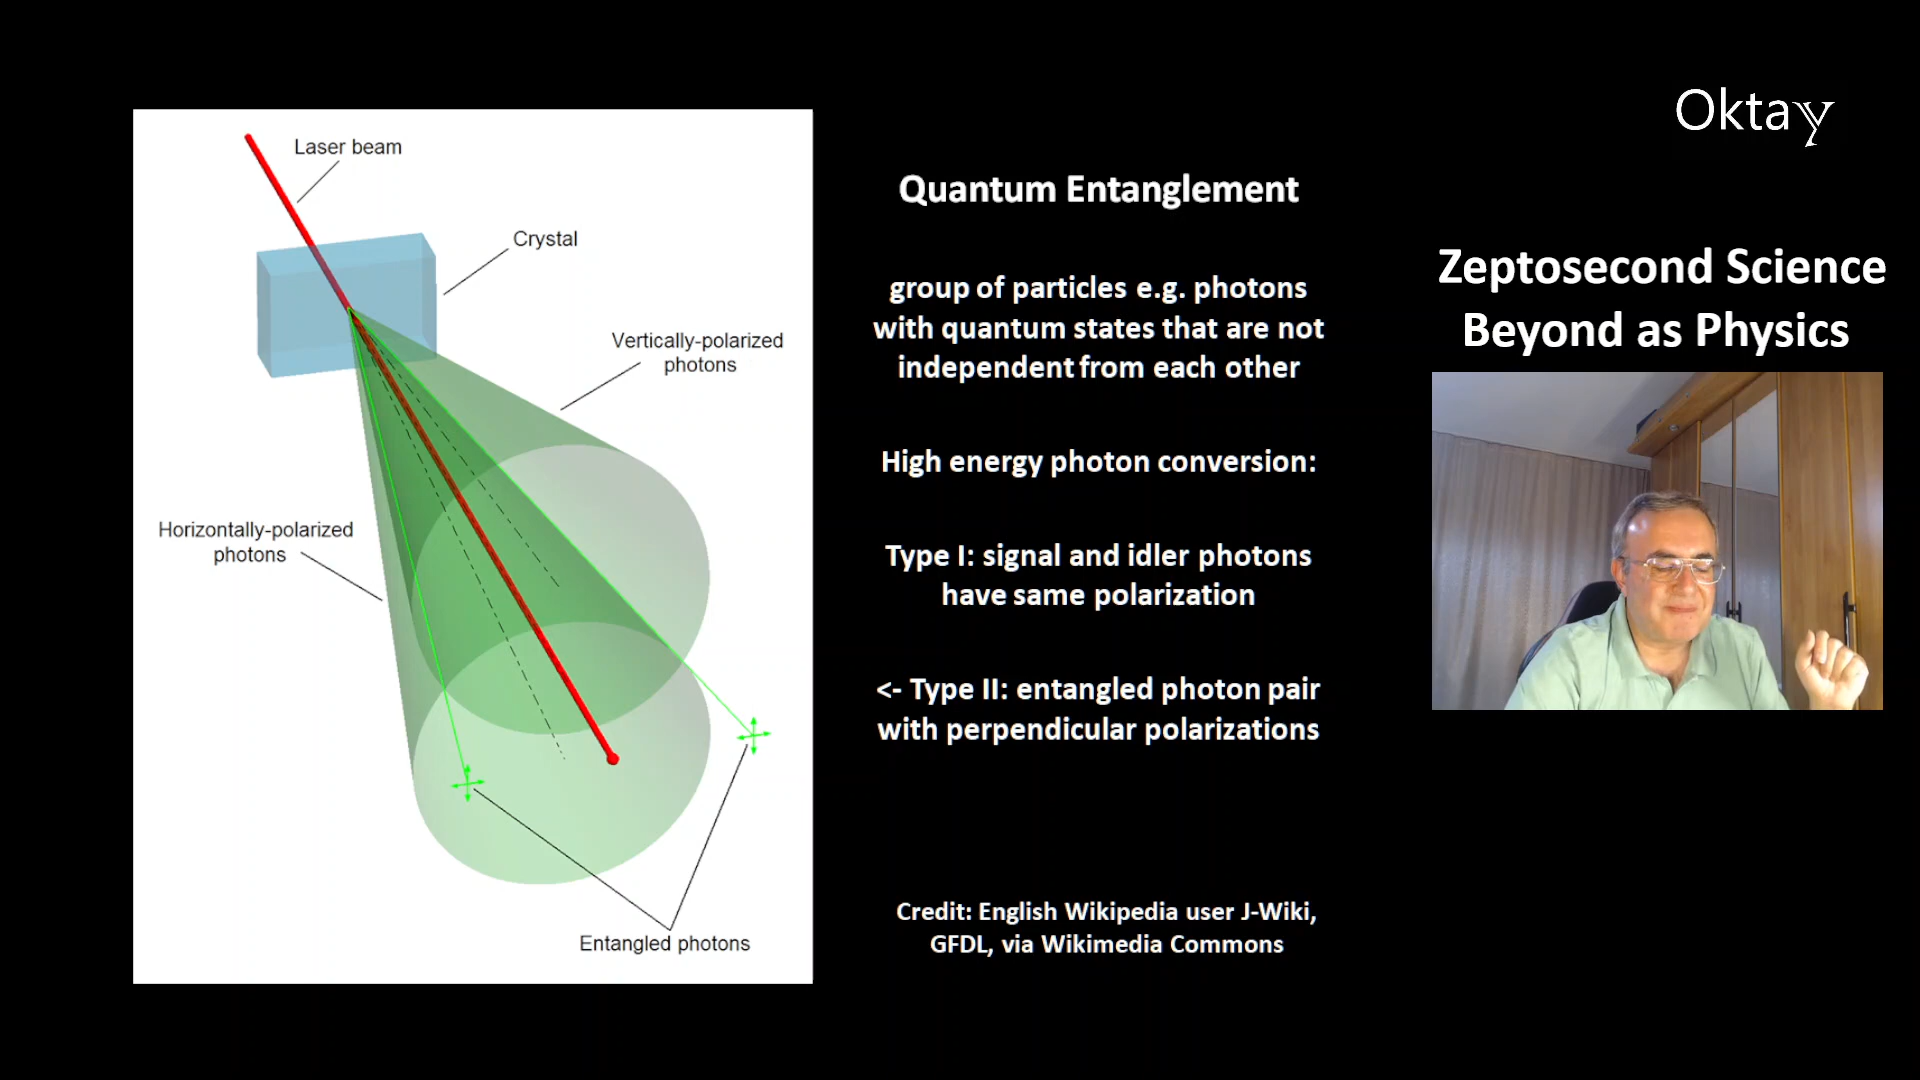 Laser beam
Crystal
Vertically-polarized
photons
Horizontally-polarized
photons
Entangled photons
Quantum Entanglement
group of particles e.g. photons
with quantum states that are not
independent from each other
High energy photon conversion:
Type I: signal and idler photons
have same polarization
<- Type II: entangled photon pair
with perpendicular polarizations
Credit: English Wikipedia user J-Wiki,
GFDL, via Wikimedia Commons
Oktay
Zeptosecond Science
Beyond as Physics